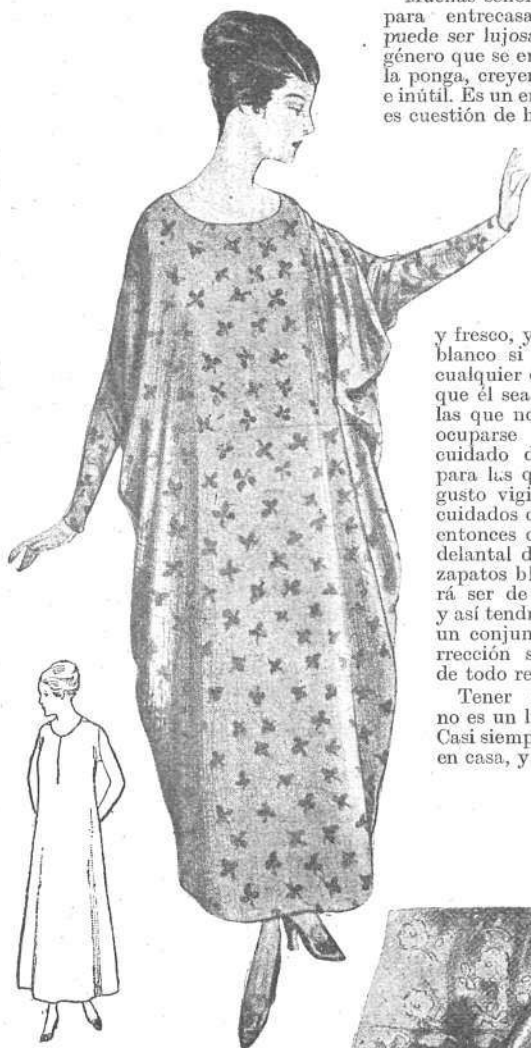 Muchas señor
para entrecasa
puede ser lujosa
género que se en
la ponga, creyen
e inútil. Es un er
es cuestión de h
y fresco, y
blanco si
cualquier c
que él sea
las que no
ocuparse
cuidado d
para las q
gusto vigi
cuidados d
entonces d
delantal d
zapatos bl
rá ser de
y así tendr
un conjun
rrección s
de todo re
Tener
no es un l
Casi siemp
en casa, y